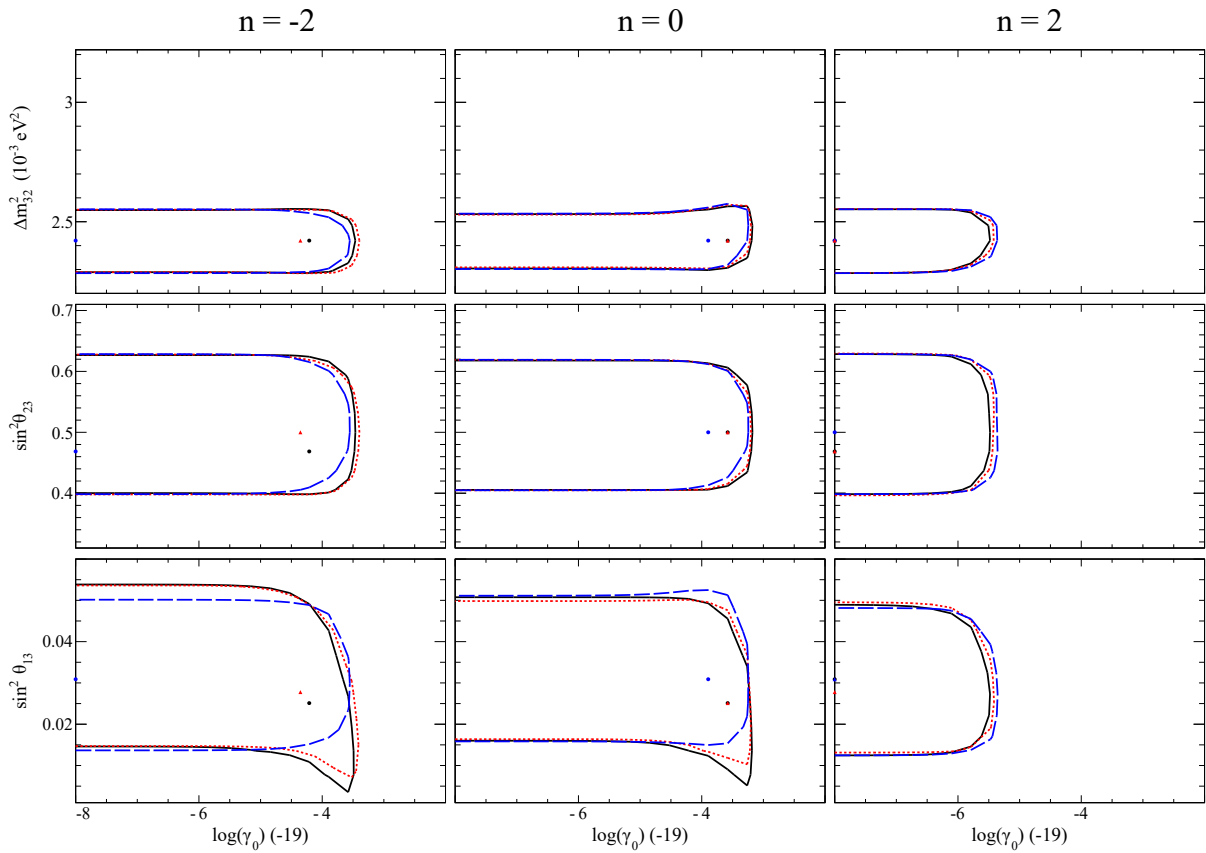 n = -2 n = 0 n = 2
Δm²₃₂ (10⁻³ eV²)
3
2.5
sin²θ₂₃
0.7
0.6
0.5
0.4
sin² θ₁₃
0.04
0.02
-8 -6 -4 -6 -4 -6 -4
log(γ₀) (-19) log(γ₀) (-19) log(γ₀) (-19)